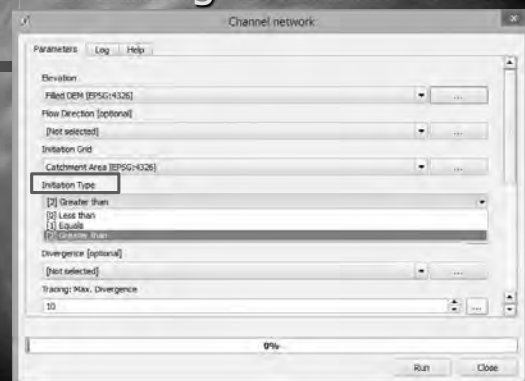 Channel network
Parameters Log Help
Elevation
Filled DEM [EPSG:4326]
...
Flow Direction [optional]
[Not selected]
...
Initiation Grid
Catchment Area [EPSG:4326]
...
Initiation Type
[2] Greater than
[0] Less than
[1] Equals
[2] Greater than
Divergence [optional]
[Not selected]
...
Tracing: Max. Divergence
10
...
0%
Run Close